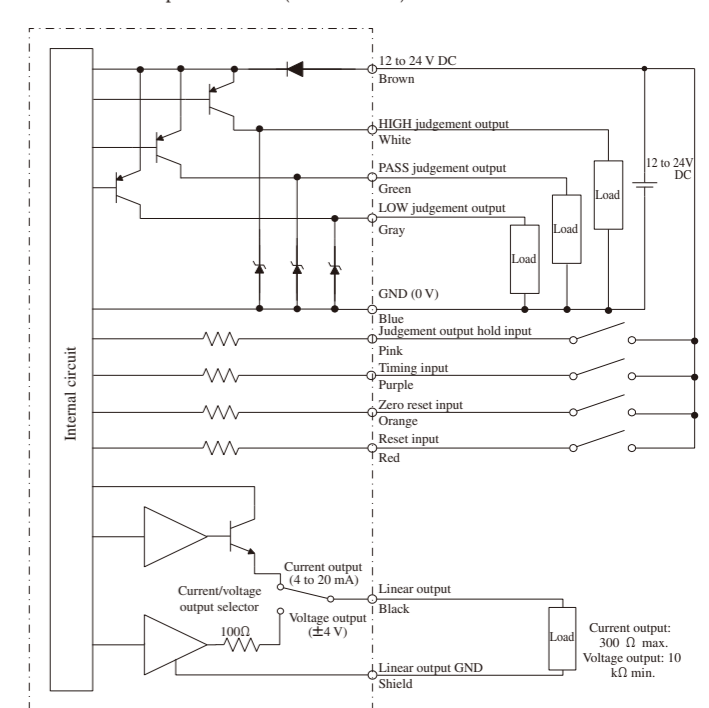 12 to 24 V DC
Brown
HIGH judgement output
White
PASS judgement output
Green
LOW judgement output
Gray
Load
Load
Load
12 to 24V
DC
GND (0 V)
Blue
Judgement output hold input
Pink
Timing input
Purple
Zero reset input
Orange
Reset input
Red
Internal circuit
Current output
(4 to 20 mA)
Current/voltage
output selector
Voltage output
(±4 V)
100Ω
Linear output
Black
Load
Current output:
300 Ω max.
Voltage output: 10
kΩ min.
Linear output GND
Shield